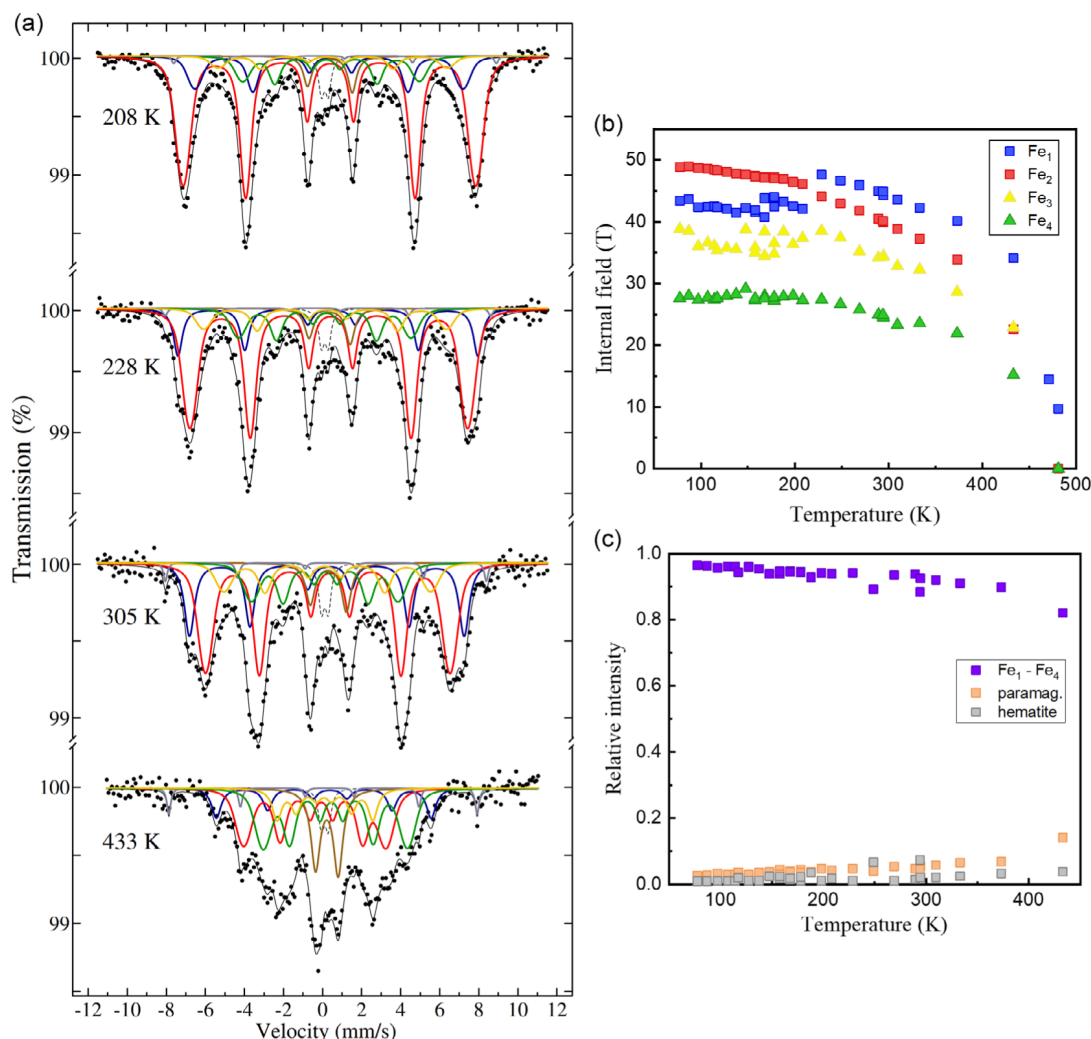 (a)
100
208 K
99
100
228 K
99
100
305 K
99
100
433 K
99
Transmission (%)
-12 -10 -8 -6 -4 -2 0 2 4 6 8 10 12
Velocity (mm/s)
(b)
Fe1
Fe2
Fe3
Fe4
50
40
30
20
10
0
Internal field (T)
100 200 300 400 500
Temperature (K)
(c)
1.0
0.8
0.6
0.4
0.2
0.0
Relative intensity
Fe1 - Fe4
paramag.
hematite
100 200 300 400
Temperature (K)